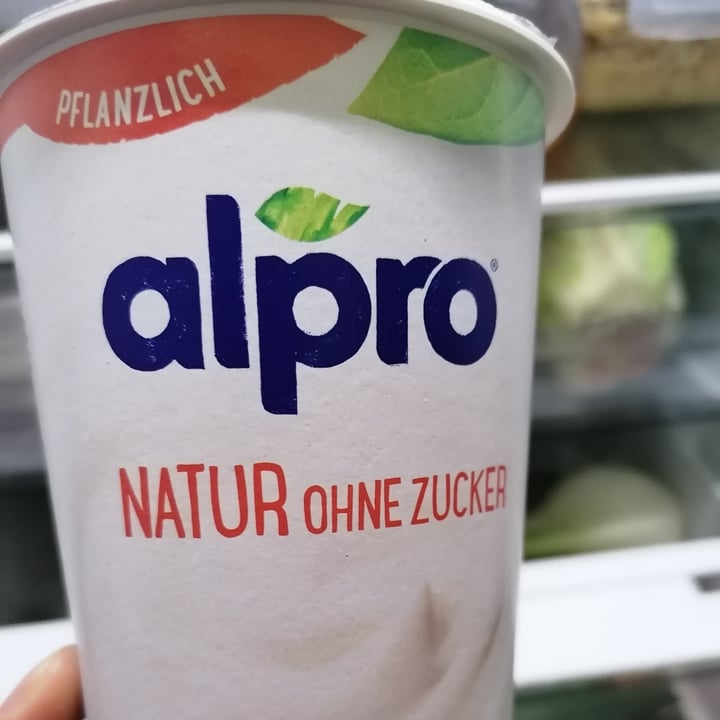 PFLANZLICH
alpro®
NATUR OHNE ZUCKER